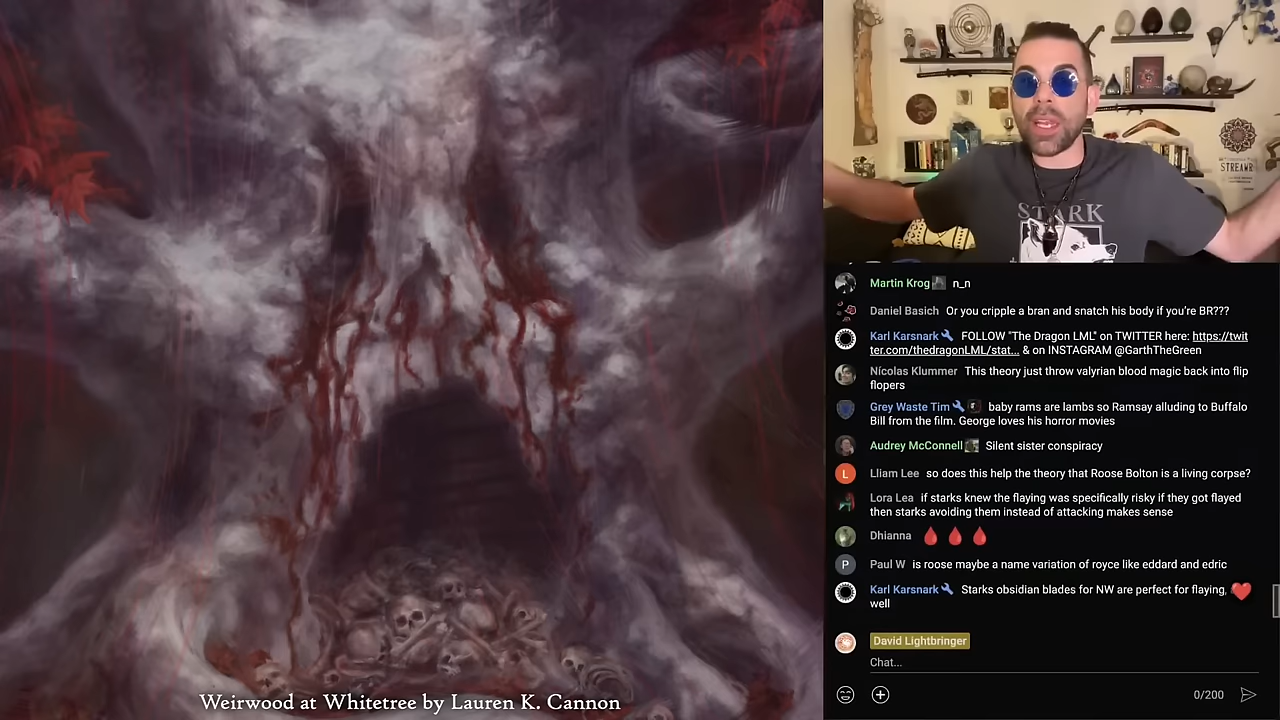 STREAWR
STARK
Martin Krog n_n
Daniel Basich Or you cripple a bran and snatch his body if you're BR???
Karl Karsnark FOLLOW "The Dragon LML" on TWITTER here: https://twit
ter.com/thedragonLML/stat... & on INSTAGRAM @GarthTheGreen
Nícolas Klummer This theory just throw valyrian blood magic back into flip
flopers
Grey Waste Tim baby rams are lambs so Ramsay alluding to Buffalo
Bill from the film. George loves his horror movies
Audrey McConnell Silent sister conspiracy
L Lliam Lee so does this help the theory that Roose Bolton is a living corpse?
Lora Lea if starks knew the flaying was specifically risky if they got flayed
then starks avoiding them instead of attacking makes sense
Dhianna
P Paul W is roose maybe a name variation of royce like eddard and edric
Karl Karsnark Starks obsidian blades for NW are perfect for flaying,
well
David Lightbringer
Chat...
0/200
Weirwood at Whitetree by Lauren K. Cannon